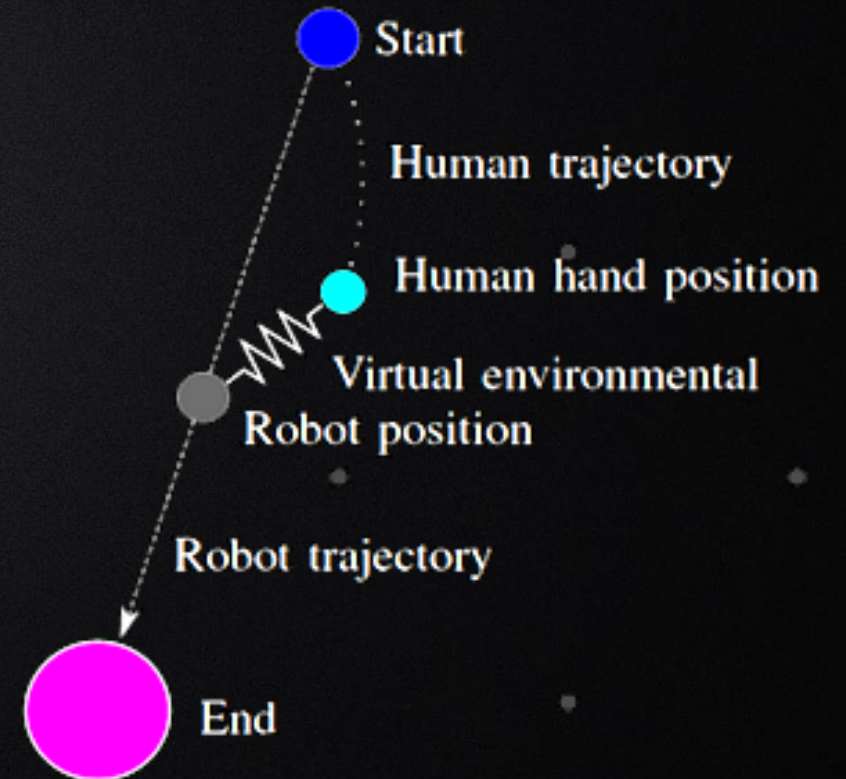 Start
Human trajectory
Human hand position
Virtual environmental
Robot position
Robot trajectory
End